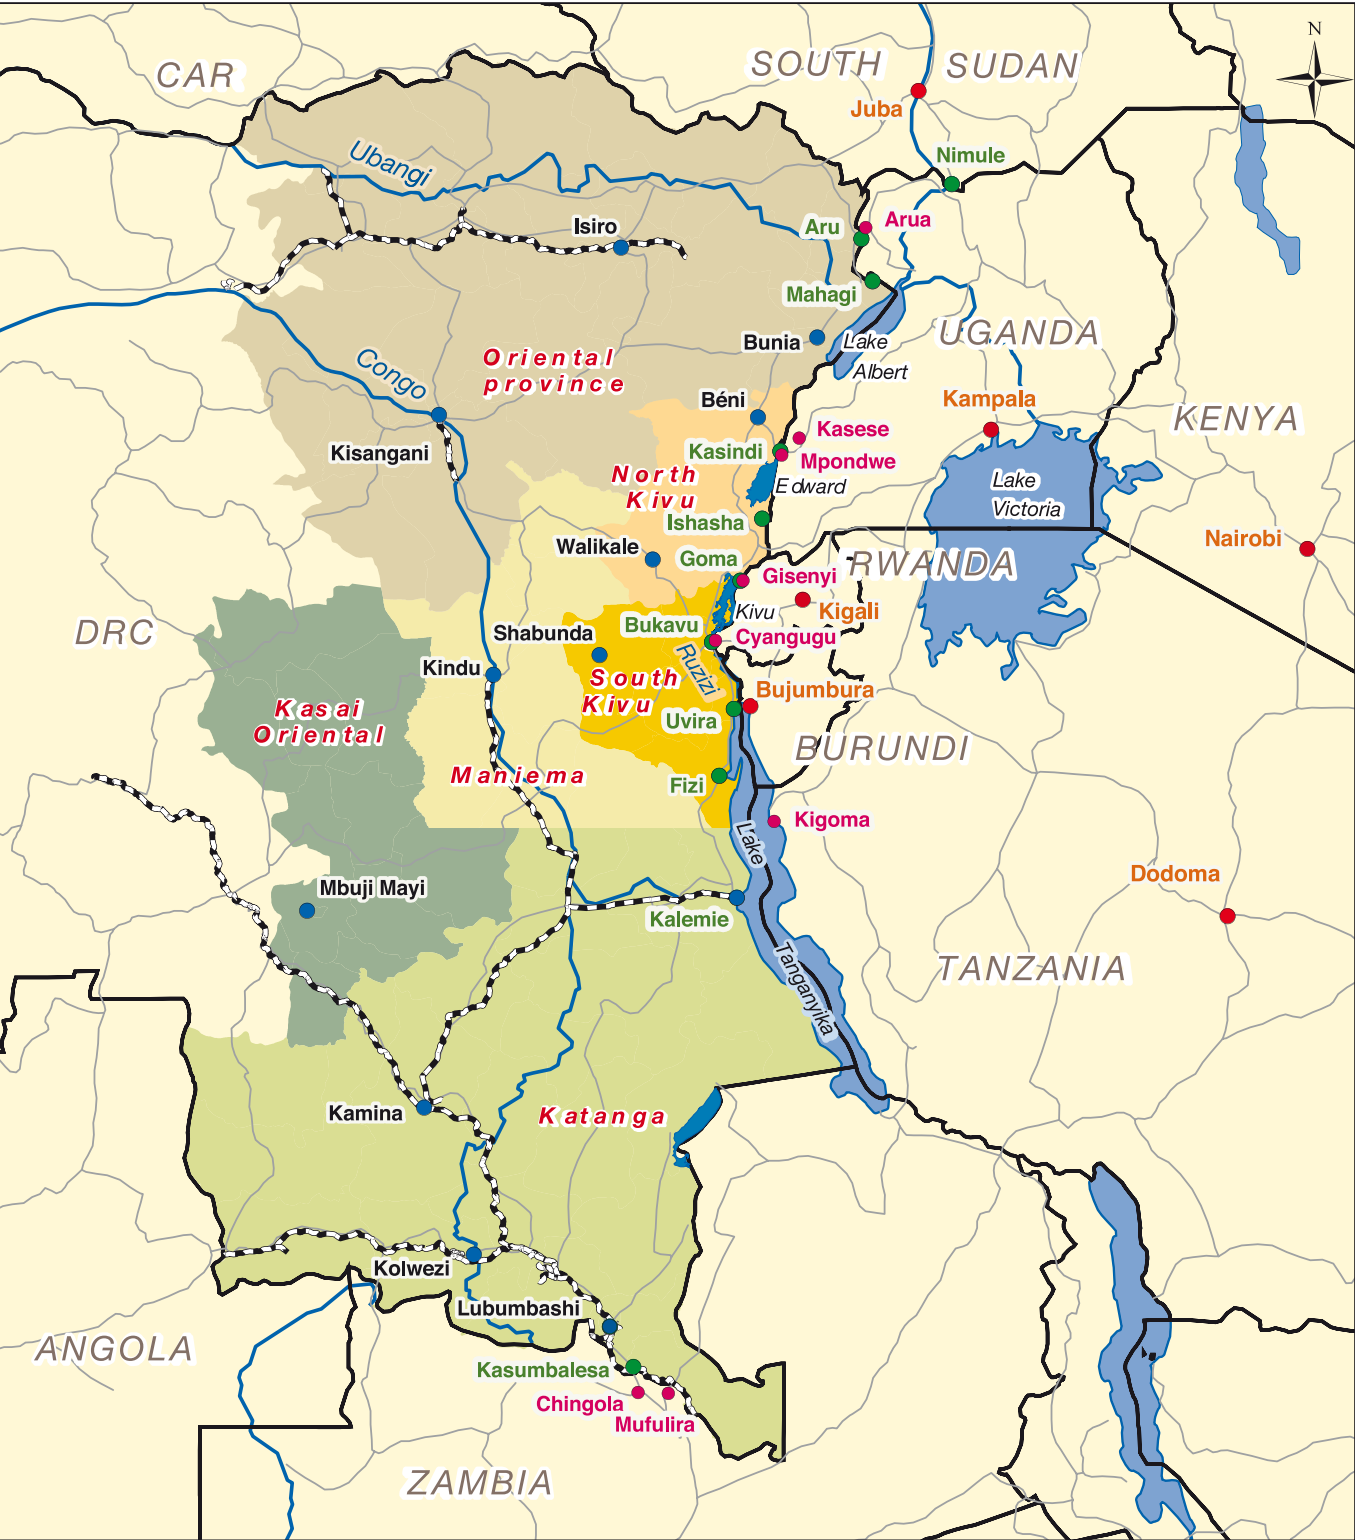 N
SOUTH SUDAN
CAR
Juba
Ubangi
Nimule
Isiro
Aru
Arua
Mahagi
UGANDA
Bunia
Lake
Albert
Oriental
province
Congo
Béni
Kampala
KENYA
Kasese
Kisangani
Kasindi
Mpondwe
North
Kivu
Edward
Lake
Victoria
Ishasha
Nairobi
Walikale
Goma
RWANDA
Gisenyi
Kivu
Kigali
DRC
Shabunda
Bukavu
Cyangugu
Kindu
Ruzizi
South
Kivu
Bujumbura
Kasai
Oriental
Uvira
BURUNDI
Maniema
Fizi
Kigoma
Lake
Tanganyika
Dodoma
Mbuji Mayi
Kalemie
TANZANIA
Kamina
Katanga
Kolwezi
Lubumbashi
ANGOLA
Kasumbalesa
Chingola
Mufulira
ZAMBIA